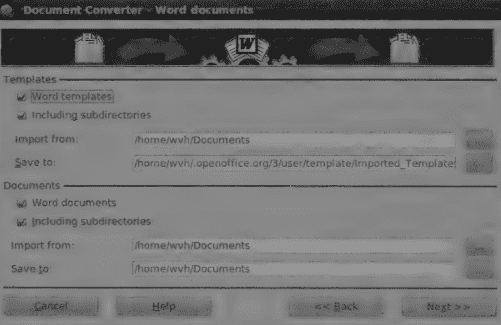 Document Converter - Word documents
W
Templates
Word templates
Including subdirectories
Import from: /home/wvh/Documents
Save to: /home/wvh/.openoffice.org/3/user/template/Imported_Template
Documents
Word documents
Including subdirectories
Import from: /home/wvh/Documents
Save to: /home/wvh/Documents
Cancel Help << Back Next >>